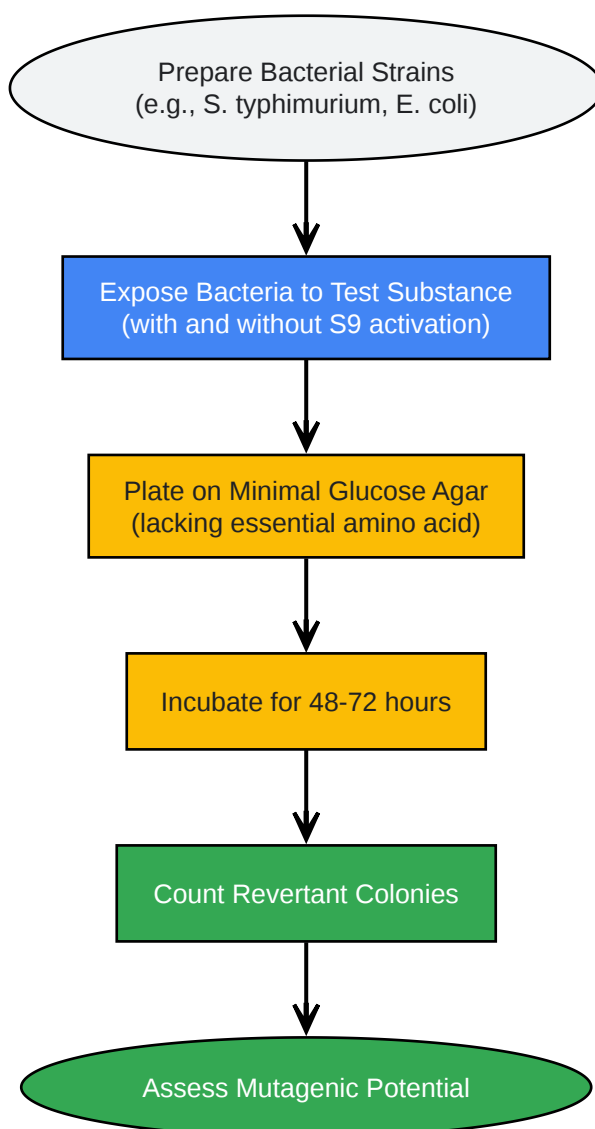 Prepare Bacterial Strains
(e.g., S. typhimurium, E. coli)
Expose Bacteria to Test Substance
(with and without S9 activation)
Plate on Minimal Glucose Agar
(lacking essential amino acid)
Incubate for 48-72 hours
Count Revertant Colonies
Assess Mutagenic Potential